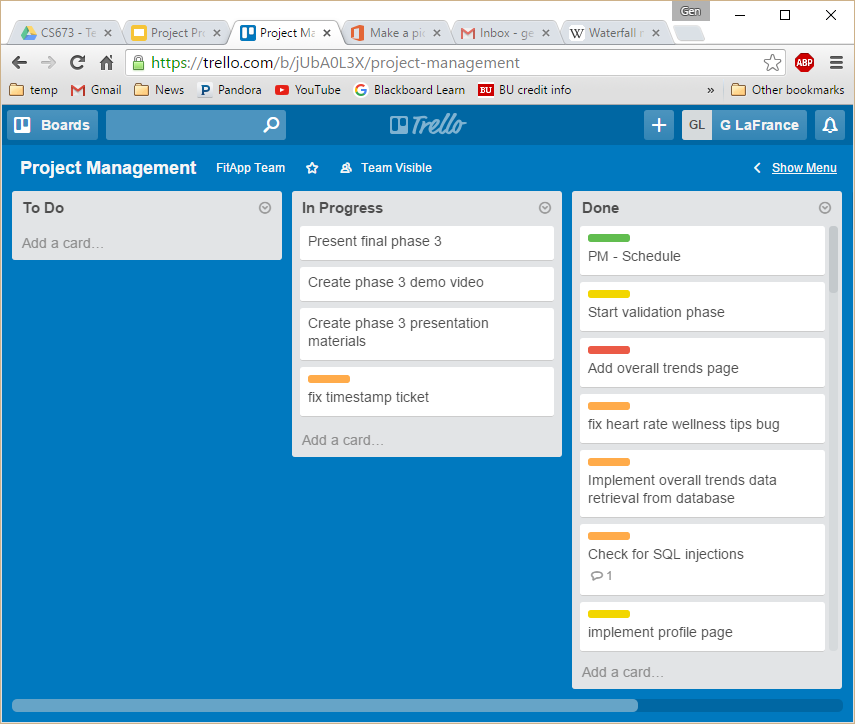 Gen
CS673 - Te
Project Pro
Project Ma
Make a pi
Inbox - ge
Waterfall
https://trello.com/b/jUbA0L3X/project-management
ABP
temp
Gmail
News
Pandora
YouTube
Blackboard Learn
BU
BU credit info
»
Other bookmarks
Boards
Trello
GL
G LaFrance
Project Management
FitApp Team
Team Visible
Show Menu
To Do
Add a card…
In Progress
Present final phase 3
Create phase 3 demo video
Create phase 3 presentation
materials
fix timestamp ticket
Add a card…
Done
PM - Schedule
Start validation phase
Add overall trends page
fix heart rate wellness tips bug
Implement overall trends data
retrieval from database
Check for SQL injections
1
implement profile page
Add a card…